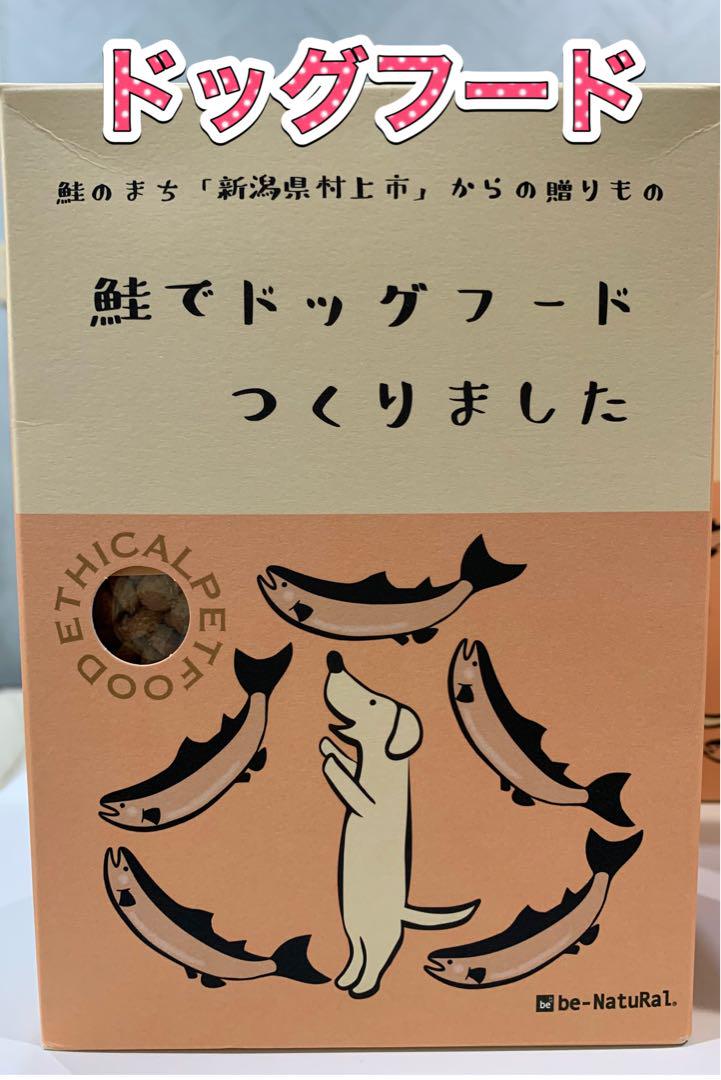 ドッグフード
鮭のまち「新潟県村上市」からの贈りもの
鮭でドッグフード
つくりました
ETHICALPETFOOD
be be-NatuRal®